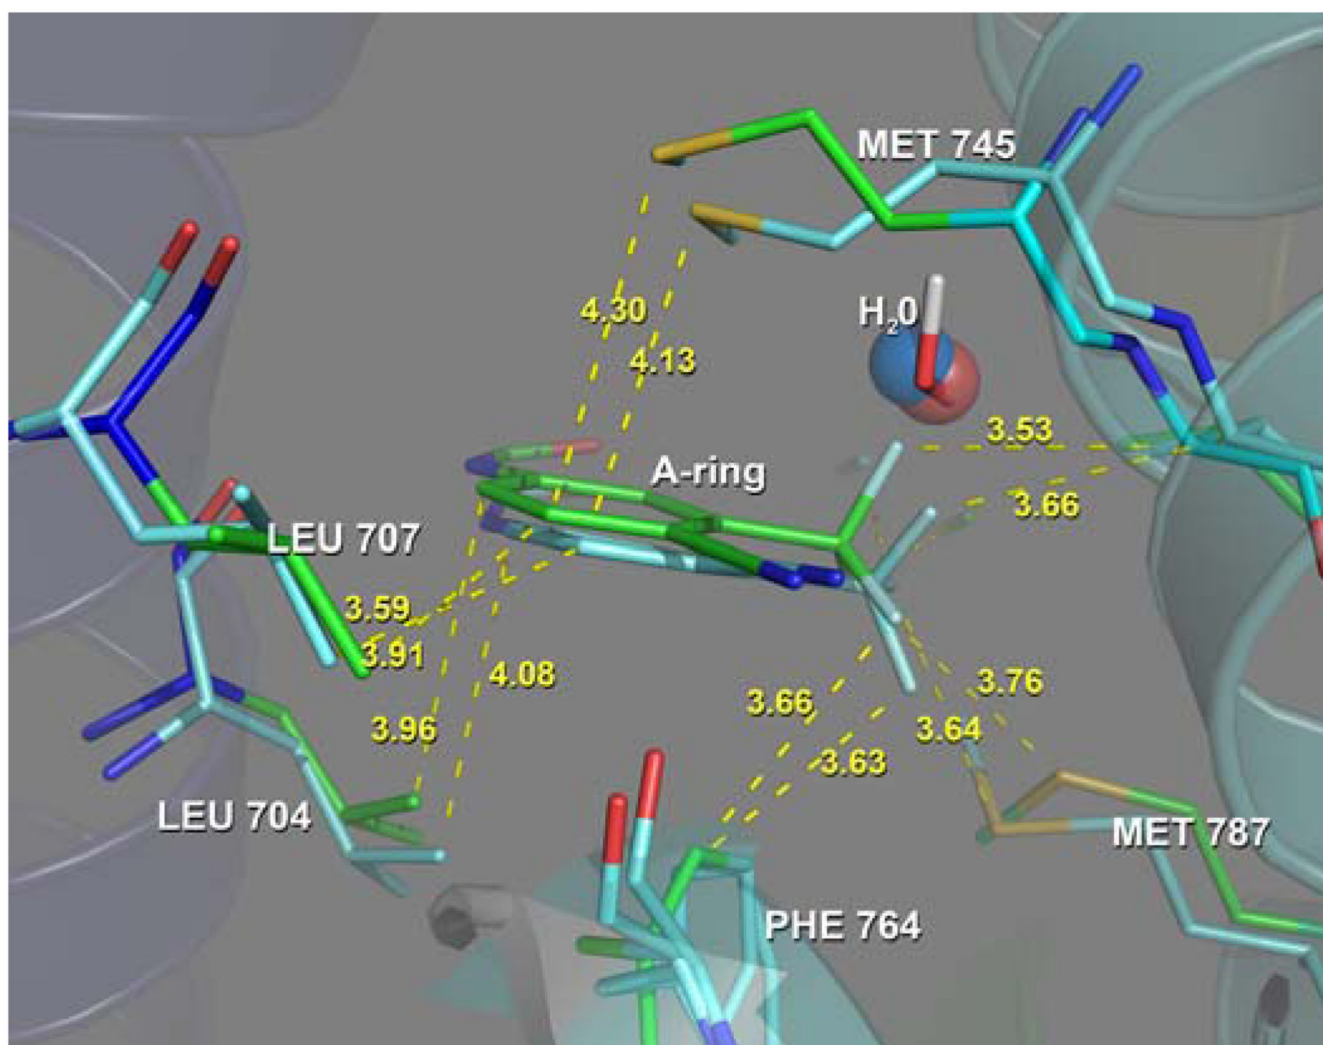 MET 745
4.30
H₂0
4.13
3.53
A-ring
3.66
LEU 707
3.59
3.91
4.08
3.76
3.66
3.96
3.64
3.63
LEU 704
MET 787
PHE 764